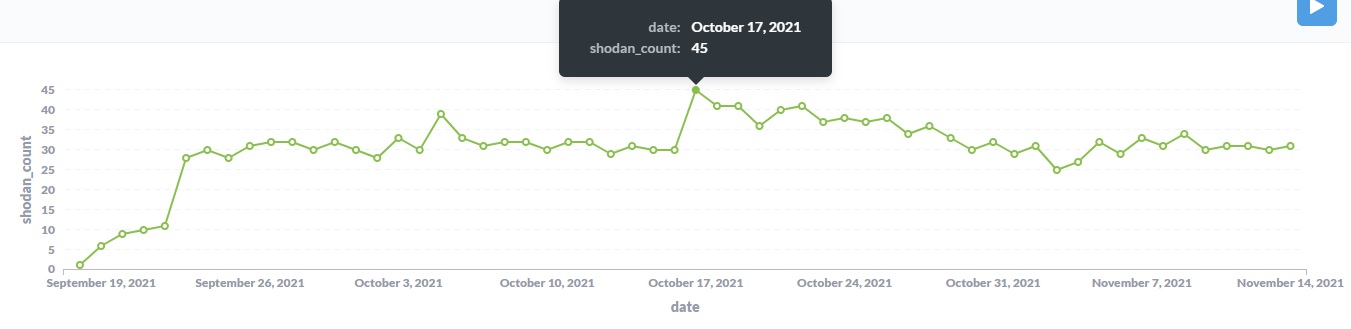 date: October 17, 2021
shodan_count: 45
45
40
35
30
25
20
15
10
5
0
shodan_count
September 19, 2021 September 26, 2021 October 3, 2021 October 10, 2021 October 17, 2021 October 24, 2021 October 31, 2021 November 7, 2021 November 14, 2021
date